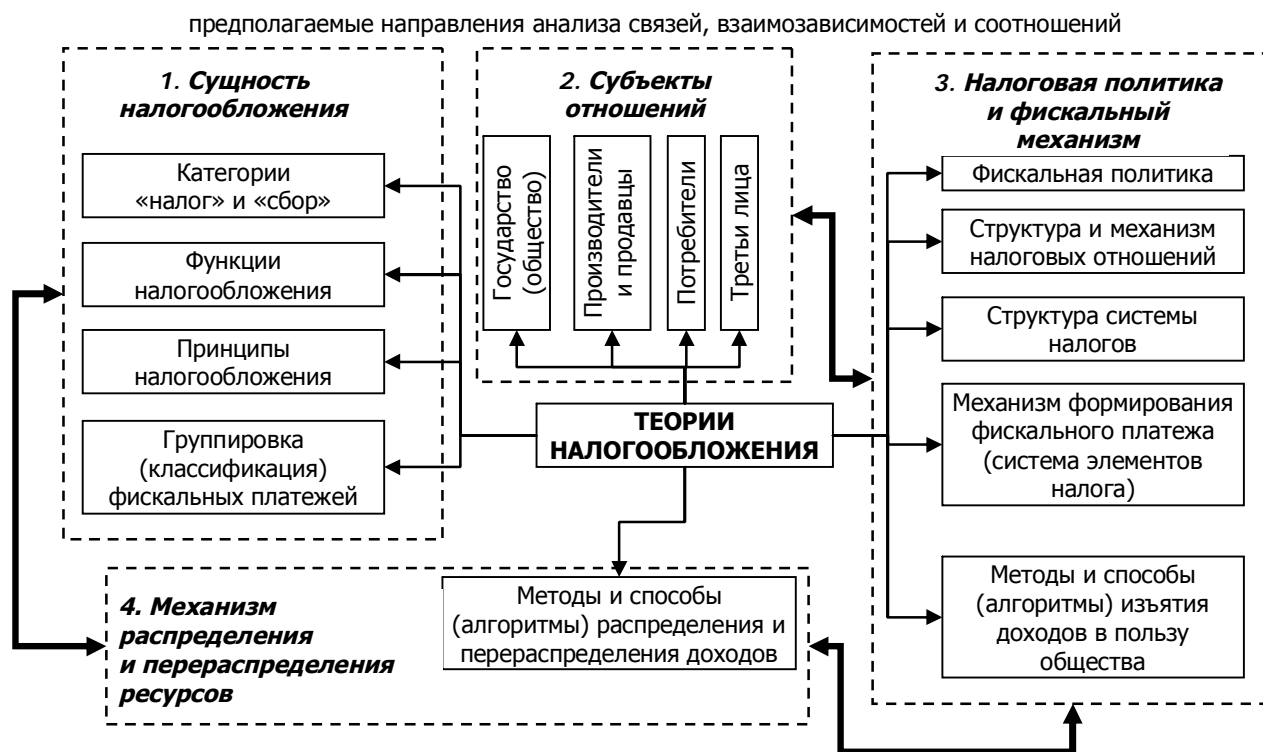 предполагаемые направления анализа связей, взаимозависимостей и соотношений
1. Сущность
налогообложения
Категории
«налог» и «сбор»
Функции
налогообложения
Принципы
налогообложения
Группировка
(классификация)
фискальных платежей
2. Субъекты
отношений
Государство
(общество)
Производители
и продавцы
Потребители
Третьи лица
ТЕОРИИ
НАЛОГООБЛОЖЕНИЯ
3. Налоговая политика
и фискальный
механизм
Фискальная политика
Структура и механизм
налоговых отношений
Структура системы
налогов
Механизм формирования
фискального платежа
(система элементов
налога)
Методы и способы
(алгоритмы) изъятия
доходов в пользу
общества
4. Механизм
распределения
и перераспределения
ресурсов
Методы и способы
(алгоритмы) распределения и
перераспределения доходов